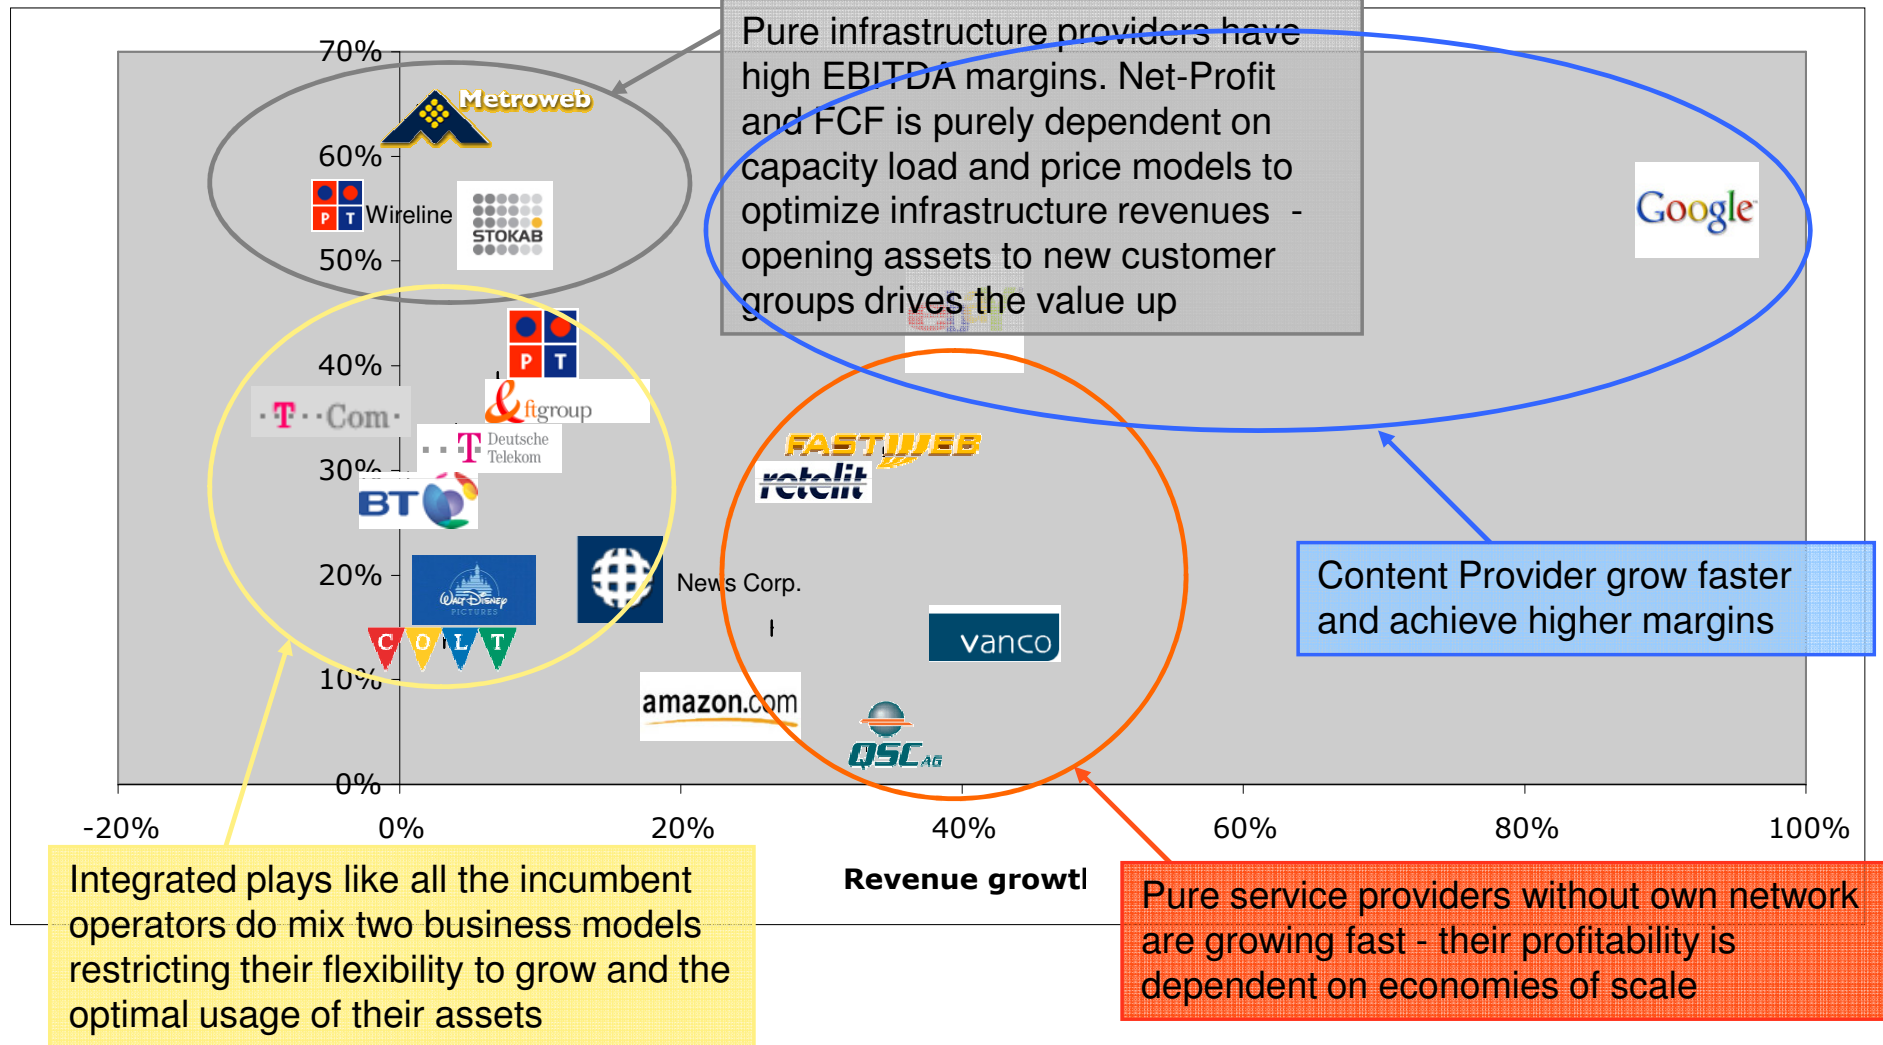 Pure infrastructure providers have
high EBITDA margins. Net-Profit
and FCF is purely dependent on
capacity load and price models to
optimize infrastructure revenues -
opening assets to new customer
groups drives the value up
70%
60%
50%
40%
30%
20%
10%
0%
Metroweb
P T
Wireline
STOKAB
Google
P T
T Com
& ftgroup
T Deutsche
Telekom
BT
FASTWEB
retelit
WALT DISNEY
PICTURES
News Corp.
COLT
vanco
amazon.com
QSC AG
Content Provider grow faster
and achieve higher margins
-20%
0%
20%
40%
60%
80%
100%
Revenue growt
Integrated plays like all the incumbent
operators do mix two business models
restricting their flexibility to grow and the
optimal usage of their assets
Pure service providers without own network
are growing fast - their profitability is
dependent on economies of scale